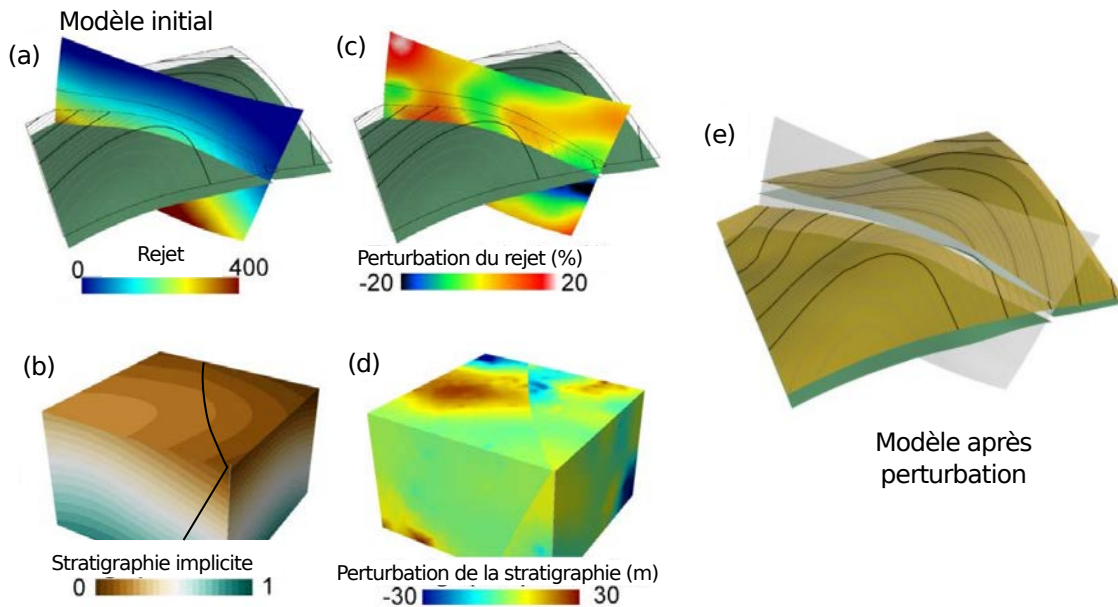 Modèle initial
(a)
Rejet
0
400
(b)
Stratigraphie implicite
0
1
(c)
Perturbation du rejet (%)
-20
20
(d)
Perturbation de la stratigraphie (m)
-30
30
(e)
Modèle après
perturbation